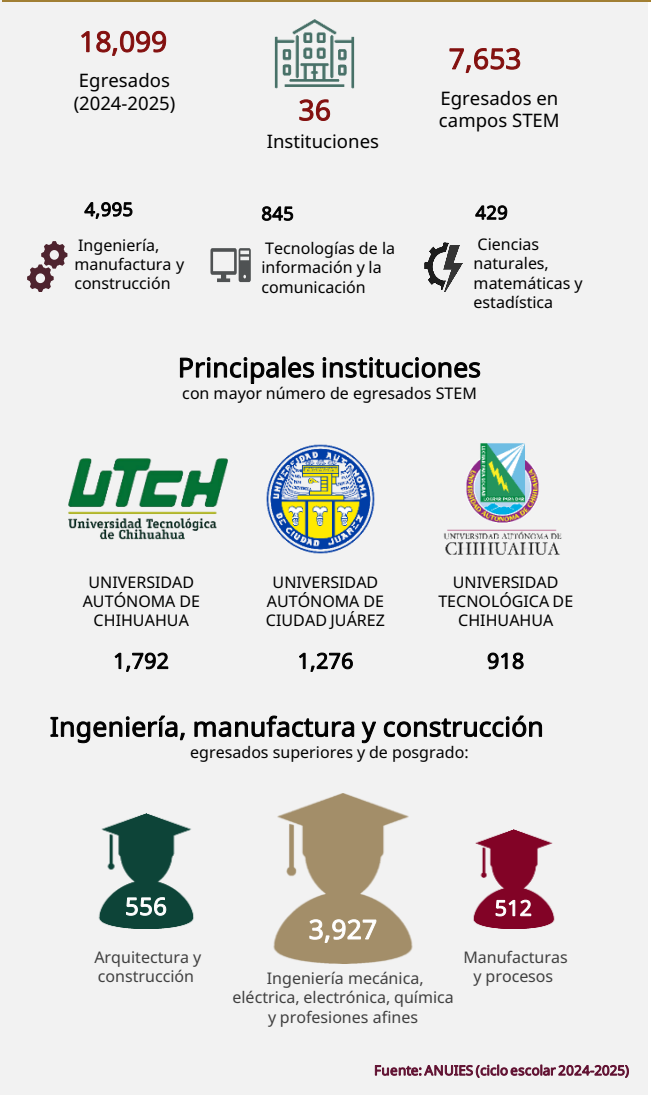 18,099
Egresados
(2024-2025)
36
Instituciones
7,653
Egresados en
campos STEM
4,995
Ingeniería,
manufactura y
construcción
845
Tecnologías de la
información y la
comunicación
429
Ciencias
naturales,
matemáticas y
estadística
Principales instituciones
con mayor número de egresados STEM
UTCH
Universidad Tecnológica
de Chihuahua
UNIVERSIDAD AUTONOMA
DE CIUDAD JUAREZ
UNIVERSIDAD AUTÓNOMA DE
CHIHUAHUA
UNIVERSIDAD
AUTÓNOMA DE
CHIHUAHUA
1,792
UNIVERSIDAD
AUTÓNOMA DE
CIUDAD JUÁREZ
1,276
UNIVERSIDAD
TECNOLÓGICA DE
CHIHUAHUA
918
Ingeniería, manufactura y construcción
egresados superiores y de posgrado:
556
Arquitectura y
construcción
3,927
Ingeniería mecánica,
eléctrica, electrónica, química
y profesiones afines
512
Manufacturas
y procesos
Fuente: ANUIES (ciclo escolar 2024-2025)